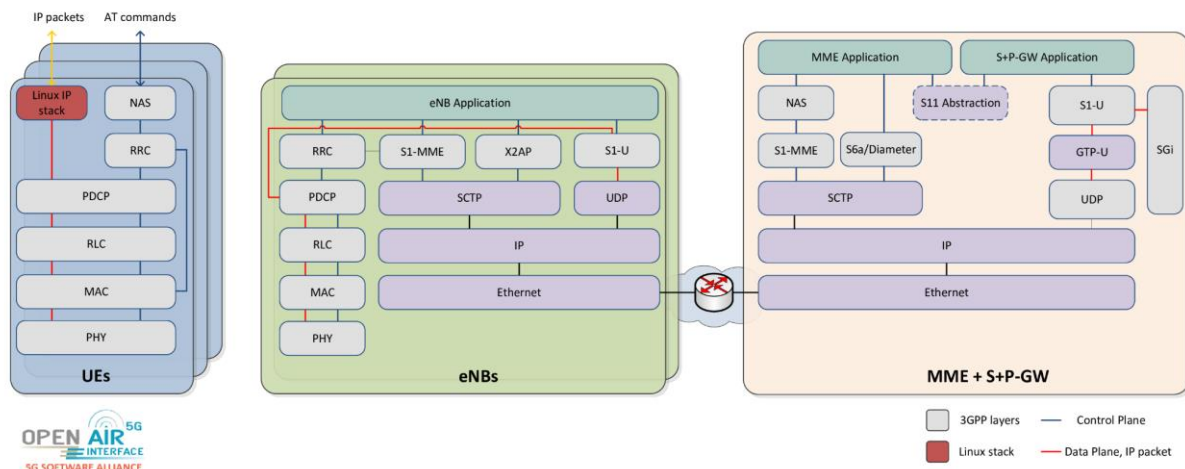 IP packets
AT commands
Linux IP
stack
NAS
RRC
PDCP
RLC
MAC
PHY
UEs
eNB Application
RRC
S1-MME
X2AP
S1-U
PDCP
SCTP
UDP
RLC
IP
MAC
Ethernet
PHY
eNBs
MME Application
S+P-GW Application
NAS
S11 Abstraction
S1-U
S1-MME
S6a/Diameter
GTP-U
SGi
SCTP
UDP
IP
Ethernet
MME + S+P-GW
3GPP layers
Control Plane
Linux stack
Data Plane, IP packet
5G
OPEN AIR
INTERFACE
5G SOFTWARE ALLIANCE